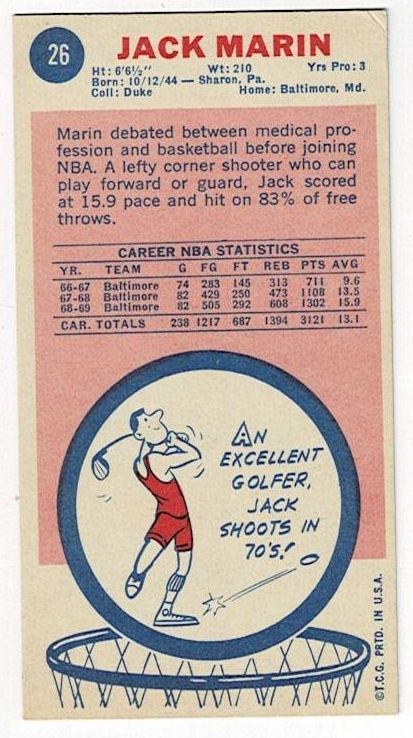 26
JACK MARIN
Ht: 6'6½" Wt: 210 Yrs Pro: 3
Born: 10/12/44 — Sharon, Pa.
Coll: Duke Home: Baltimore, Md.
Marin debated between medical pro-
fession and basketball before joining
NBA. A lefty corner shooter who can
play forward or guard, Jack scored
at 15.9 pace and hit on 83% of free
throws.
CAREER NBA STATISTICS
YR. TEAM G FG FT REB PTS AVG
66-67 Baltimore 74 283 145 313 711 9.6
67-68 Baltimore 82 429 250 473 1108 13.5
68-69 Baltimore 82 505 292 608 1302 15.9
CAR. TOTALS 238 1217 687 1394 3121 13.1
AN
EXCELLENT
GOLFER,
JACK
SHOOTS IN
70'S!
©T.C.G. PRTD. IN U.S.A.